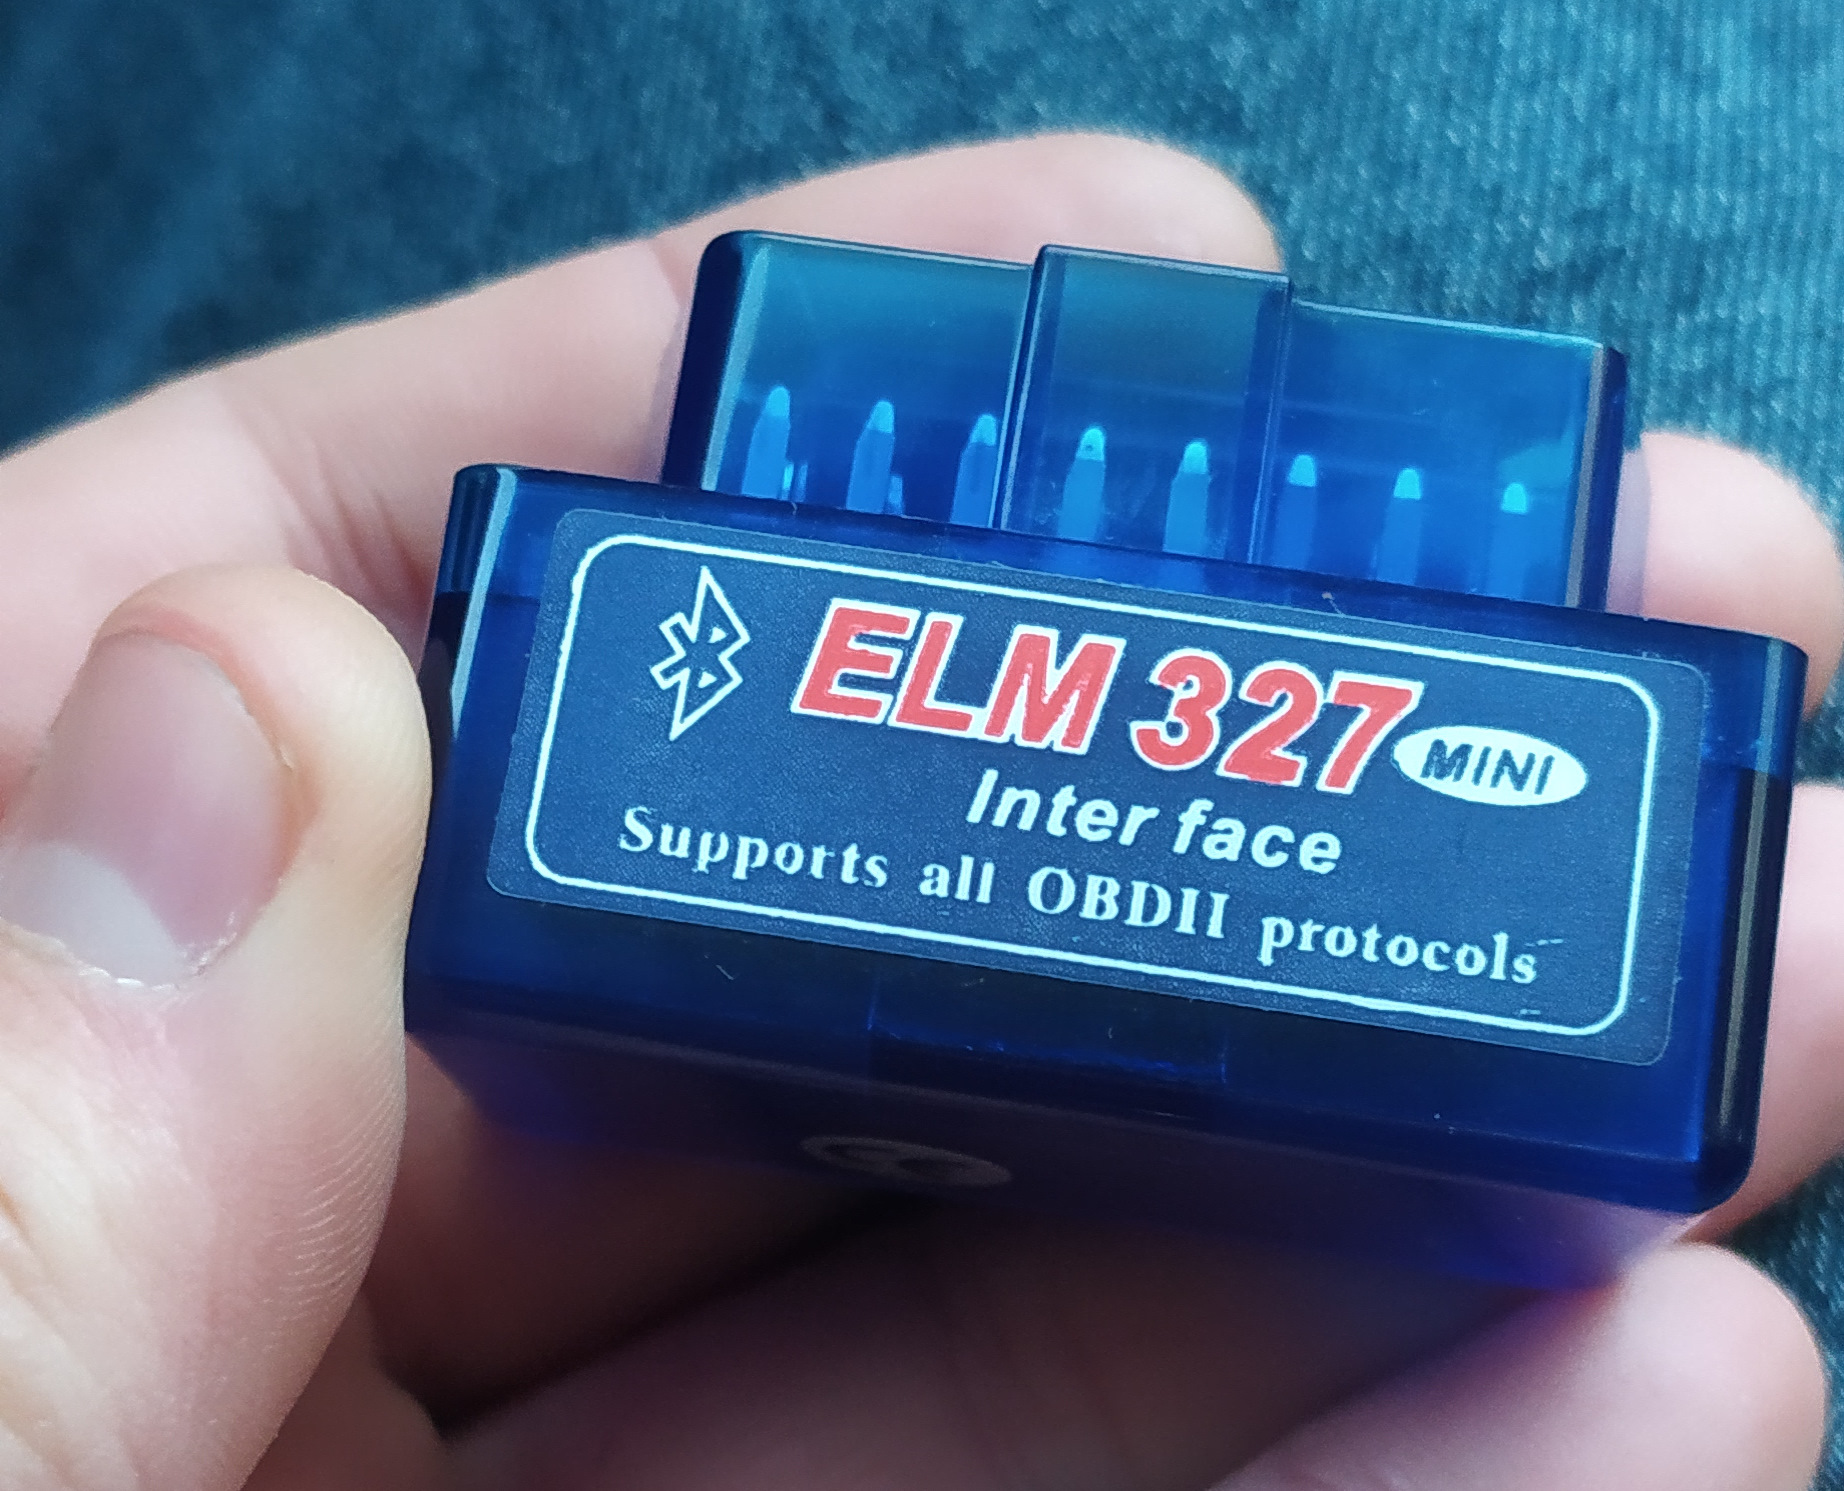 ELM 327 MINI
Inter face
Supports all OBDII protocols